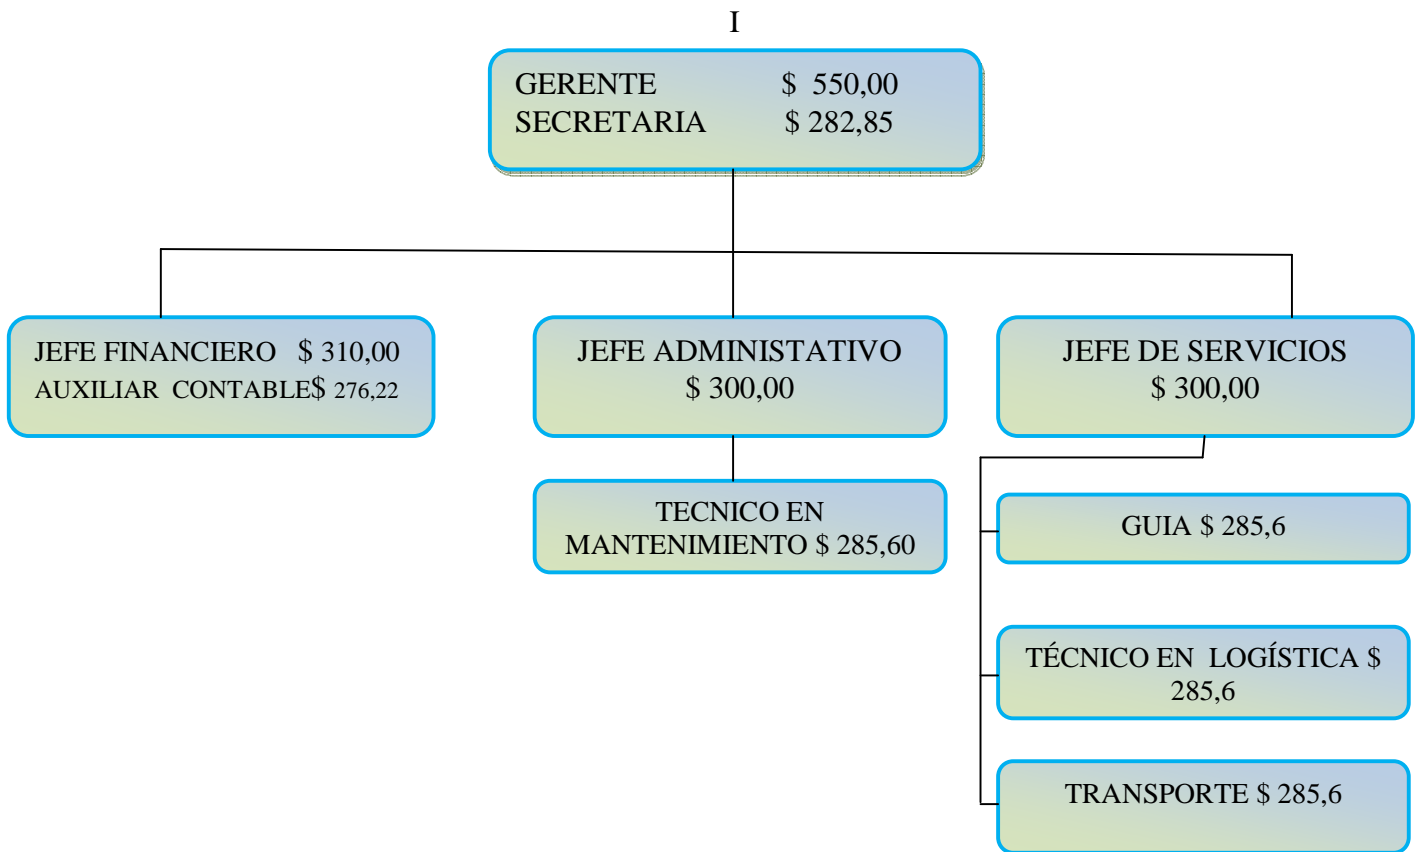 I
GERENTE $ 550,00
SECRETARIA $ 282,85
JEFE FINANCIERO $ 310,00
AUXILIAR CONTABLE$ 276,22
JEFE ADMINISTATIVO
$ 300,00
TECNICO EN
MANTENIMIENTO $ 285,60
JEFE DE SERVICIOS
$ 300,00
GUIA $ 285,6
TÉCNICO EN LOGÍSTICA $
285,6
TRANSPORTE $ 285,6